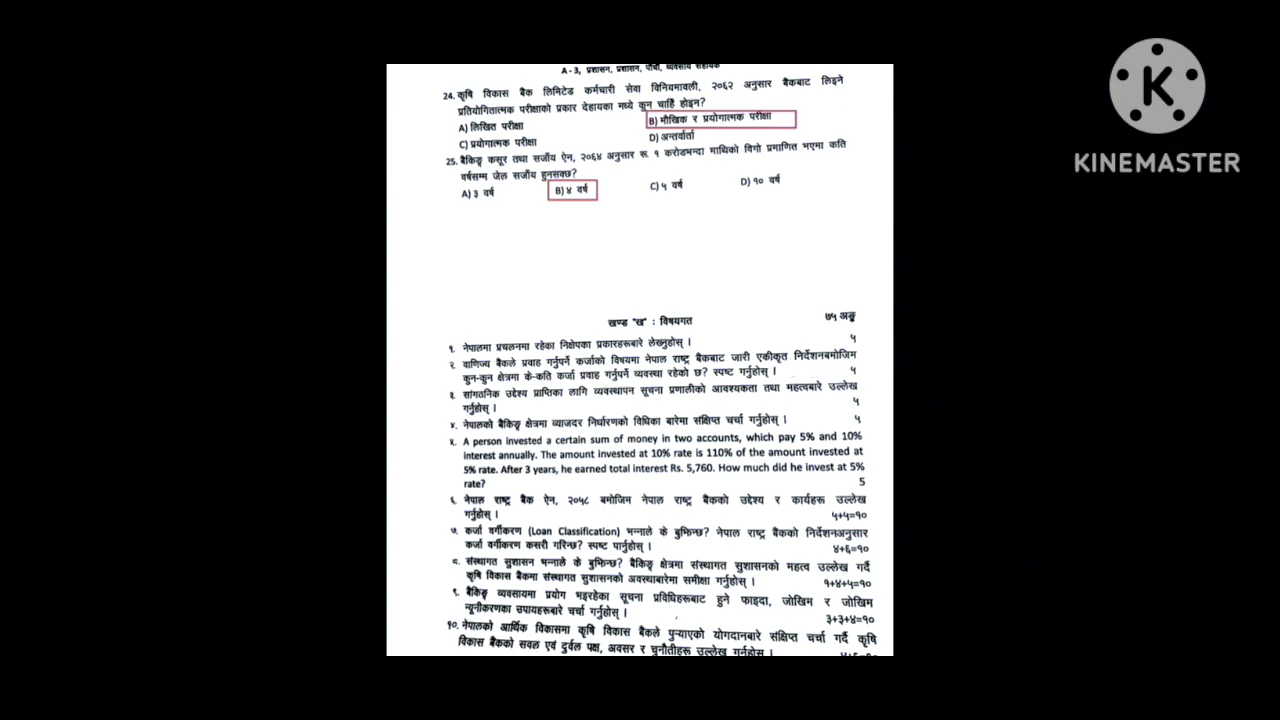 A - 3, प्रशासन, प्रशासन, पाँचौं, व्यवसाय सहायक
24. कृषि विकास बैंक लिमिटेड कर्मचारी सेवा विनियमावली, २०६२ अनुसार बैंकबाट लिइने
प्रतियोगितात्मक परीक्षाको प्रकार देहायका मध्ये कुन चाहिँ होइन?
A) लिखित परीक्षा B) मौखिक र प्रयोगात्मक परीक्षा
C) प्रयोगात्मक परीक्षा D) अन्तर्वार्ता
25. बैंकिङ्ग कसूर तथा सजाँय ऐन, २०६४ अनुसार रू. १ करोडभन्दा माथिको विगो प्रमाणित भएमा कति
वर्षसम्म जेल सजाँय हुनसक्छ?
A) ३ वर्ष B) ४ वर्ष C) ५ वर्ष D) १० वर्ष
खण्ड "ख" : विषयगत ७५ अङ्क
१. नेपालमा प्रचलनमा रहेका निक्षेपका प्रकारहरूबारे लेख्नुहोस् । ५
२. वाणिज्य बैंकले प्रवाह गर्नुपर्ने कर्जाको विषयमा नेपाल राष्ट्र बैंकबाट जारी एकीकृत निर्देशनबमोजिम
कुन-कुन क्षेत्रमा के-कति कर्जा प्रवाह गर्नुपर्ने व्यवस्था रहेको छ? स्पष्ट गर्नुहोस् । ५
३. सांगठनिक उद्देश्य प्राप्तिका लागि व्यवस्थापन सूचना प्रणालीको आवश्यकता तथा महत्वबारे उल्लेख
गर्नुहोस् । ५
४. नेपालको बैंकिङ्ग क्षेत्रमा व्याजदर निर्धारणको विधिका बारेमा संक्षिप्त चर्चा गर्नुहोस् । ५
५. A person invested a certain sum of money in two accounts, which pay 5% and 10%
interest annually. The amount invested at 10% rate is 110% of the amount invested at
5% rate. After 3 years, he earned total interest Rs. 5,760. How much did he invest at 5%
rate? 5
६. नेपाल राष्ट्र बैंक ऐन, २०५८ बमोजिम नेपाल राष्ट्र बैंकको उद्देश्य र कार्यहरू उल्लेख
गर्नुहोस् । ५+५=१०
७. कर्जा वर्गीकरण (Loan Classification) भन्नाले के बुझिन्छ? नेपाल राष्ट्र बैंकको निर्देशनअनुसार
कर्जा वर्गीकरण कसरी गरिन्छ? स्पष्ट पार्नुहोस् । ४+६=१०
८. संस्थागत सुशासन भन्नाले के बुझिन्छ? बैंकिङ्ग क्षेत्रमा संस्थागत सुशासनको महत्व उल्लेख गर्दै
कृषि विकास बैंकमा संस्थागत सुशासनको अवस्थाबारेमा समीक्षा गर्नुहोस् । १+४+५=१०
९. बैंकिङ्ग व्यवसायमा प्रयोग भइरहेका सूचना प्रविधिहरूबाट हुने फाइदा, जोखिम र जोखिम
न्यूनीकरणका उपायहरूबारे चर्चा गर्नुहोस् । ३+३+४=१०
१०. नेपालको आर्थिक विकासमा कृषि विकास बैंकले पुऱ्याएको योगदानबारे संक्षिप्त चर्चा गर्दै कृषि
विकास बैंकको सवल एवं दुर्वल पक्ष, अवसर र चुनौतीहरू उल्लेख गर्नुहोस् ।
K
KINEMASTER